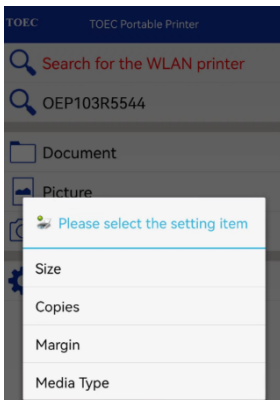 TOEC
TOEC Portable Printer
Search for the WLAN printer
OEP103R5544
Document
Picture
Please select the setting item
Size
Copies
Margin
Media Type